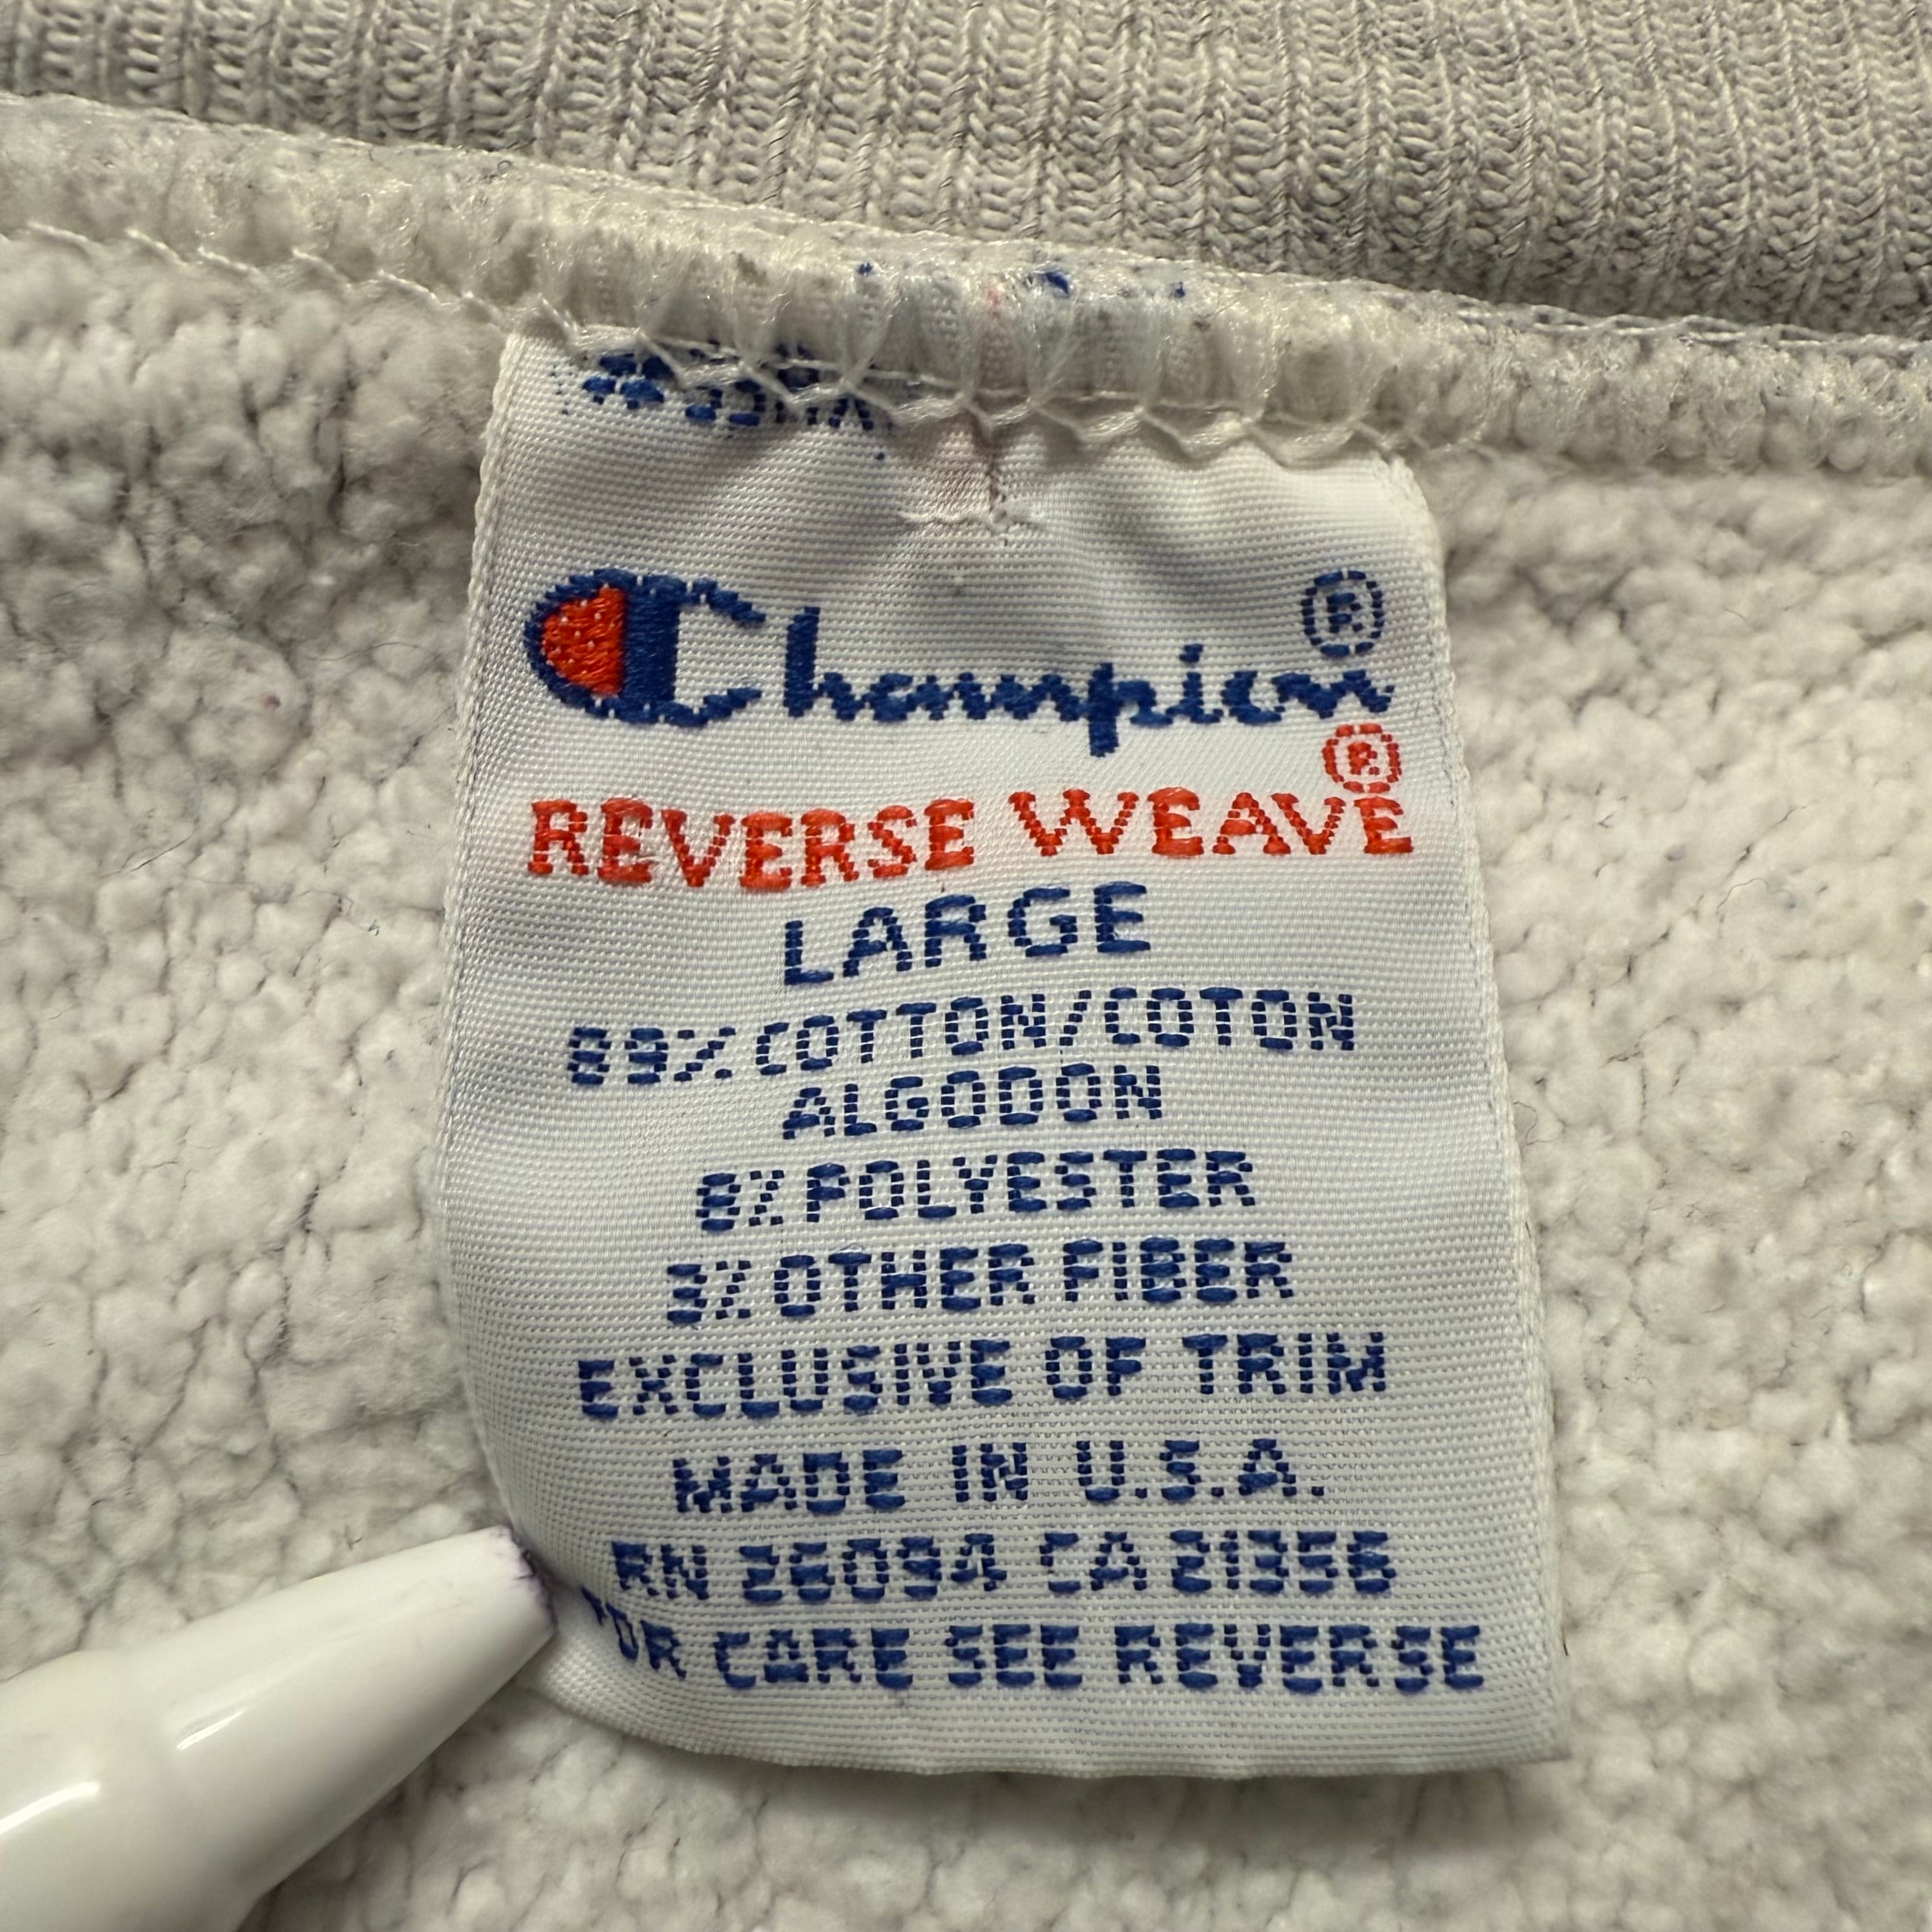 Champion®
REVERSE WEAVE®
LARGE
89% COTTON/COTON
ALGODON
8% POLYESTER
3% OTHER FIBER
EXCLUSIVE OF TRIM
MADE IN U.S.A.
RN 26094 CA 21356
FOR CARE SEE REVERSE